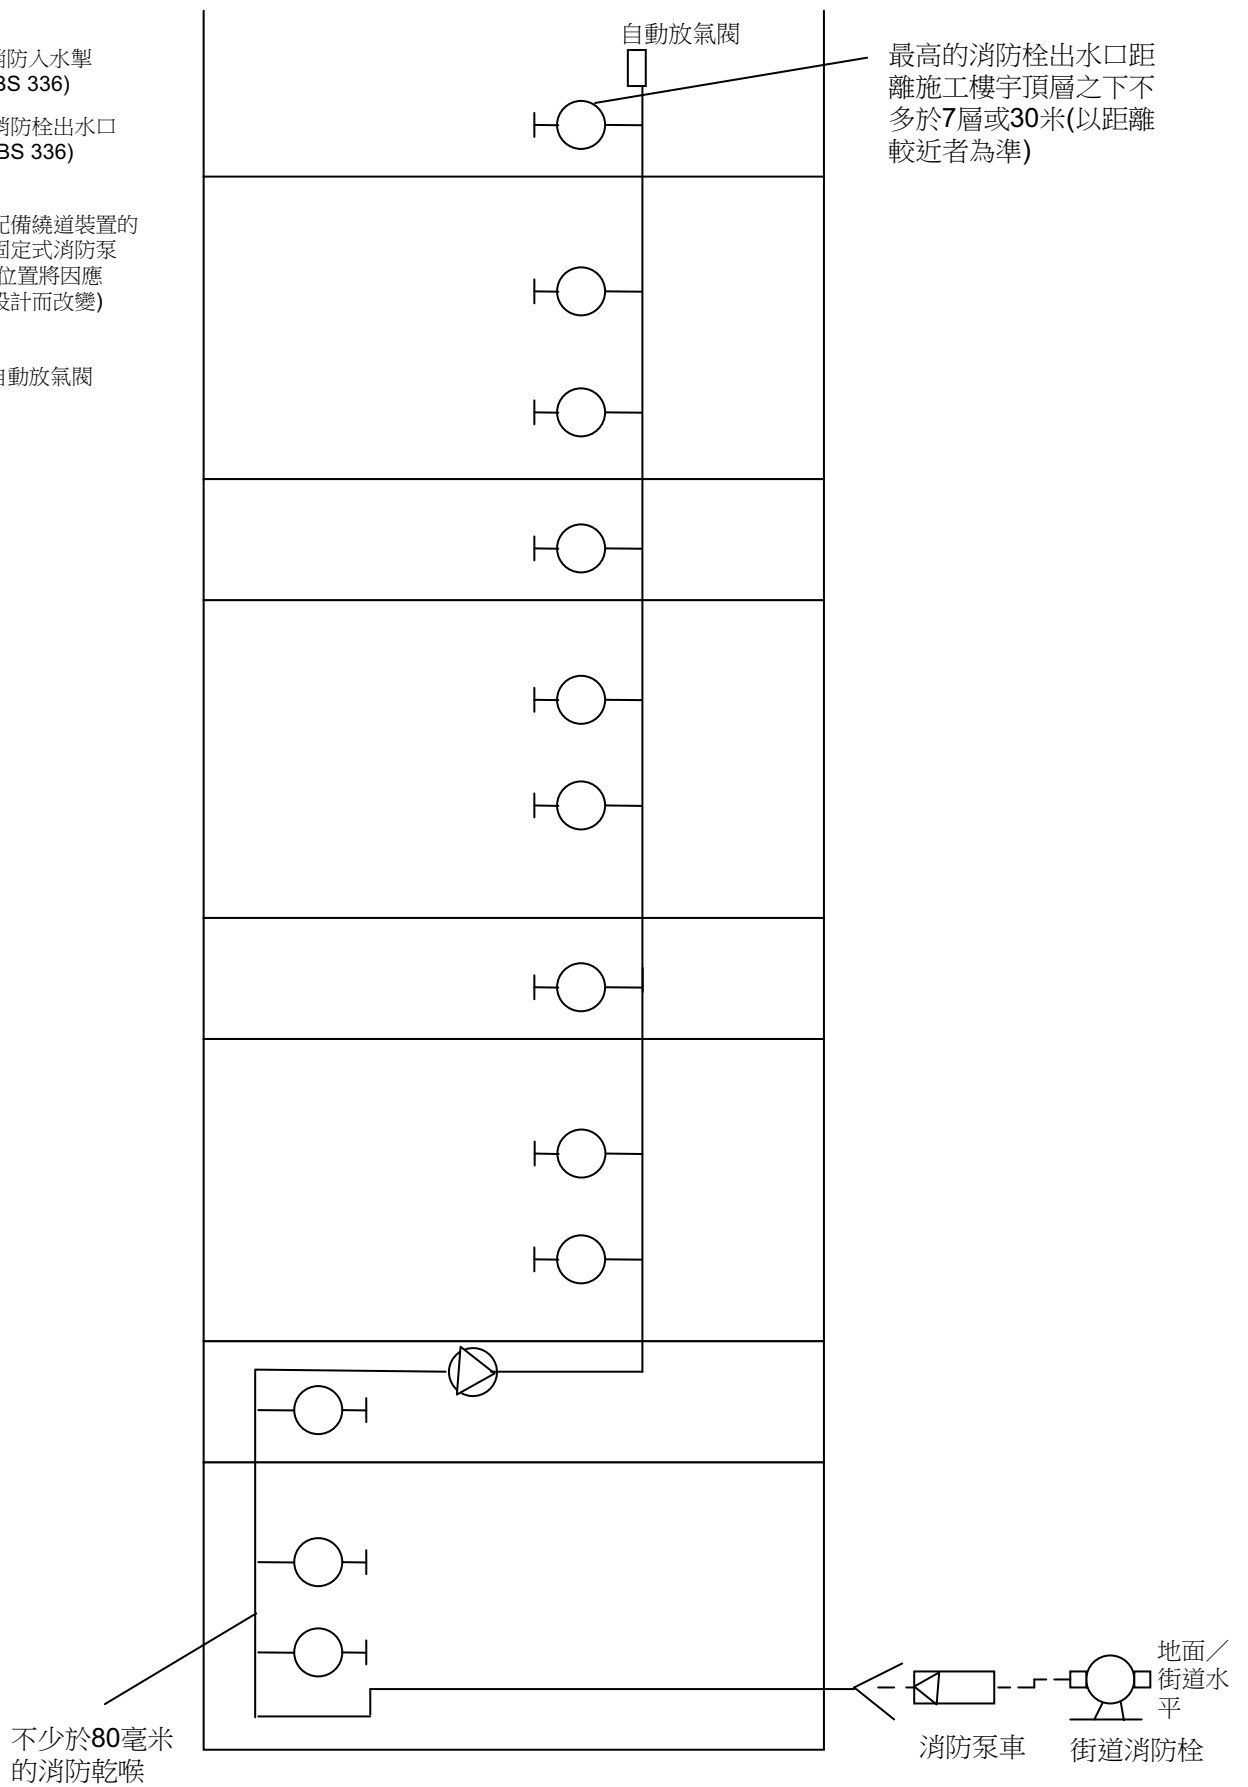 自動放氣閥
最高的消防栓出水口距
離施工樓宇頂層之下不
多於7層或30米(以距離
較近者為準)
消防入水掣
BS 336)
消防栓出水口
BS 336)
配備繞道裝置的
固定式消防泵
位置將因應
設計而改變)
自動放氣閥
不少於80毫米
的消防乾喉
地面／
街道水
平
消防泵車
街道消防栓